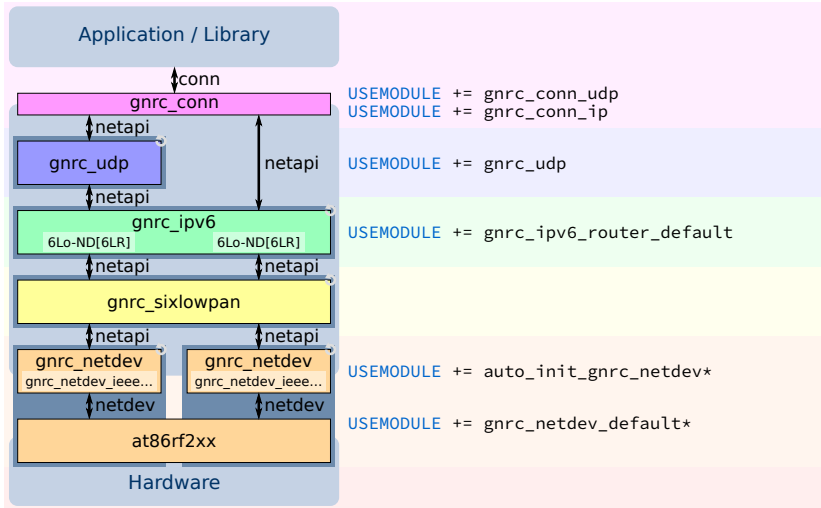 Application / Library
conn
gnrc_conn
USEMODULE += gnrc_conn_udp
USEMODULE += gnrc_conn_ip
netapi
gnrc_udp
netapi
USEMODULE += gnrc_udp
netapi
gnrc_ipv6
6Lo-ND[6LR] 6Lo-ND[6LR]
USEMODULE += gnrc_ipv6_router_default
netapi netapi
gnrc_sixlowpan
netapi netapi
gnrc_netdev gnrc_netdev
gnrc_netdev_ieee... gnrc_netdev_ieee...
USEMODULE += auto_init_gnrc_netdev*
netdev netdev
USEMODULE += gnrc_netdev_default*
at86rf2xx
Hardware